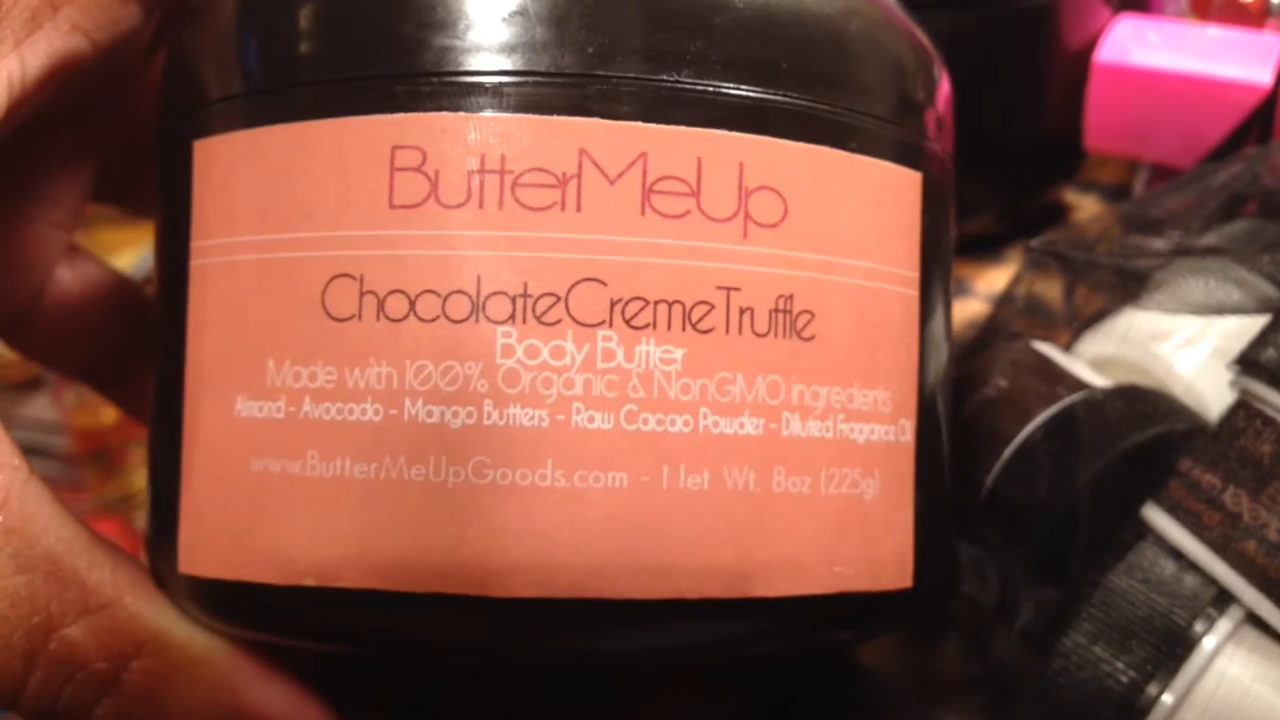 ButterMeUp
ChocolateCremeTruffle
Body Butter
Made with 100% Organic & NonGMO ingredients
Almond - Avocado - Mango Butters - Raw Cacao Powder - Diluted Fragrance Oil
www.ButterMeUpGoods.com - Net Wt. 8oz (225g)